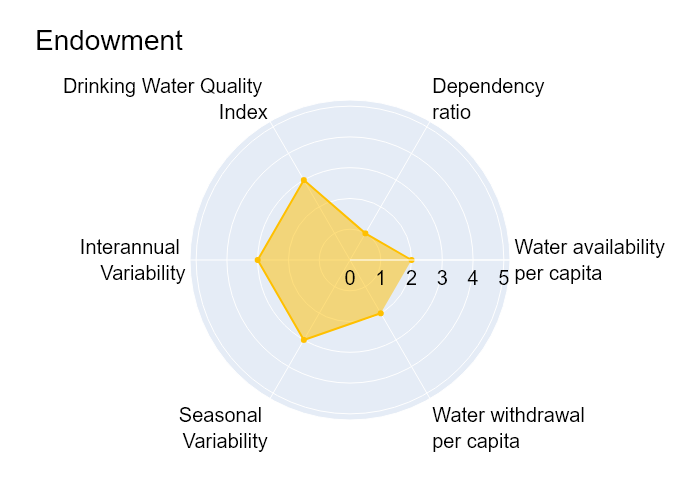 Endowment
Drinking Water Quality
Index
Dependency
ratio
Interannual
Variability
Water availability
per capita
0 1 2 3 4 5
Seasonal
Variability
Water withdrawal
per capita